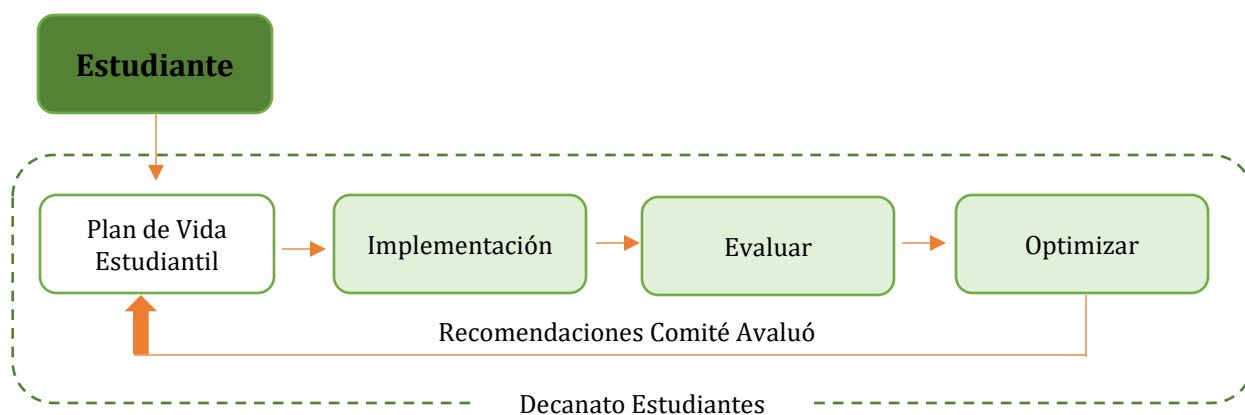 Estudiante
Plan de Vida
Estudiantil
Implementación
Evaluar
Optimizar
Recomendaciones Comité Avaluó
Decanato Estudiantes